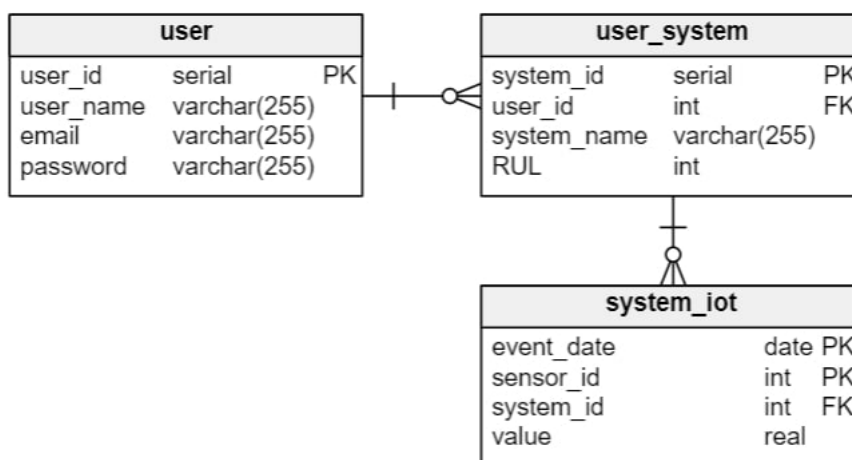 user
user_id serial PK
user_name varchar(255)
email varchar(255)
password varchar(255)
user_system
system_id serial PK
user_id int FK
system_name varchar(255)
RUL int
system_iot
event_date date PK
sensor_id int PK
system_id int FK
value real